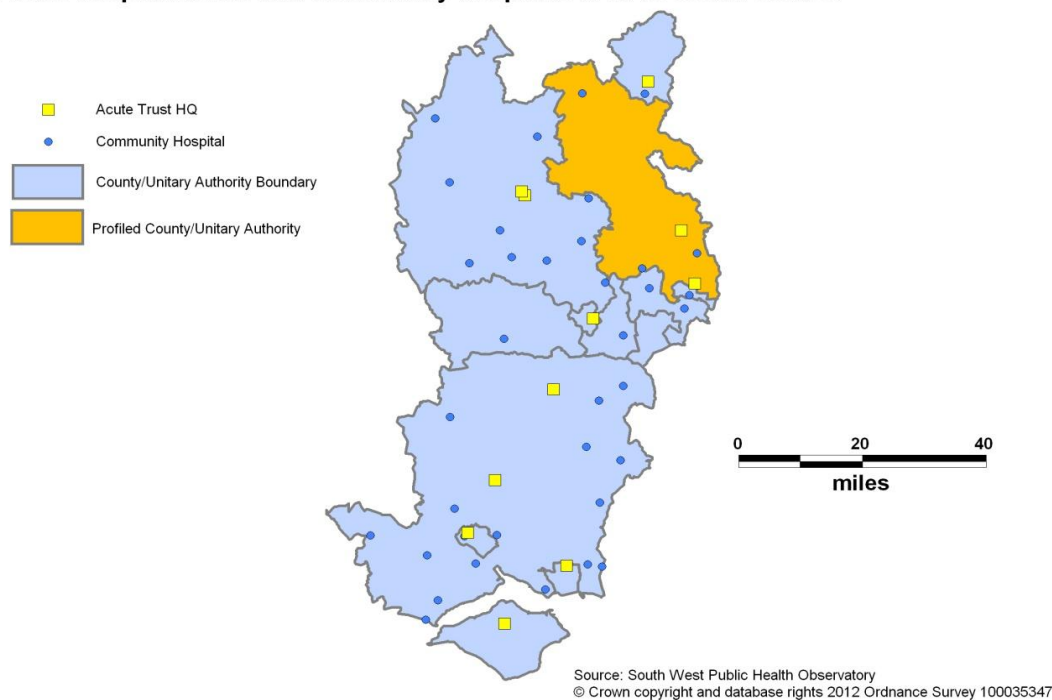 Acute Trust HQ
Community Hospital
County/Unitary Authority Boundary
Profiled County/Unitary Authority
0 20 40
miles
Source: South West Public Health Observatory
© Crown copyright and database rights 2012 Ordnance Survey 100035347